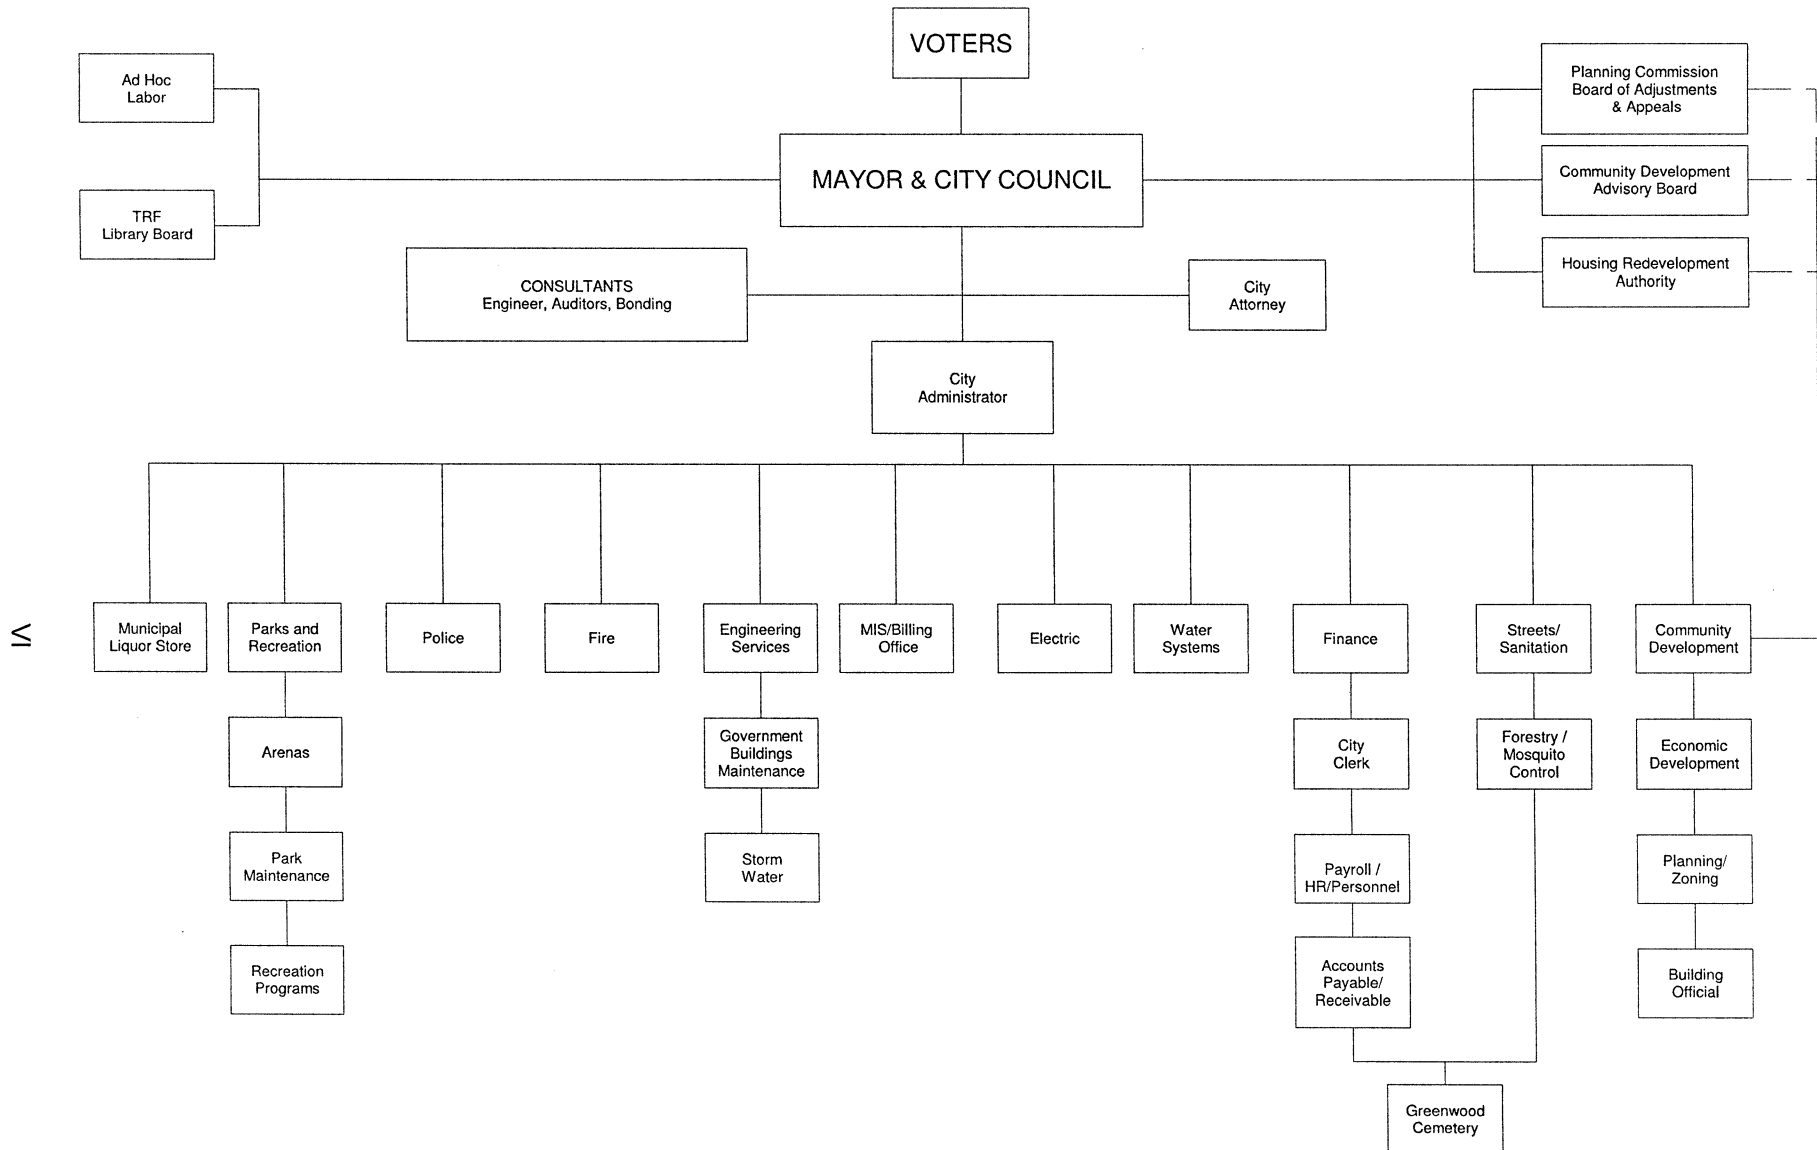 VOTERS
Ad Hoc
Labor
Planning Commission
Board of Adjustments
& Appeals
MAYOR & CITY COUNCIL
Community Development
Advisory Board
TRF
Library Board
Housing Redevelopment
Authority
CONSULTANTS
Engineer, Auditors, Bonding
City
Attorney
City
Administrator
VI
Municipal
Liquor Store
Parks and
Recreation
Police
Fire
Engineering
Services
MIS/Billing
Office
Electric
Water
Systems
Finance
Streets/
Sanitation
Community
Development
Arenas
Government
Buildings
Maintenance
City
Clerk
Forestry /
Mosquito
Control
Economic
Development
Park
Maintenance
Storm
Water
Payroll /
HR/Personnel
Planning/
Zoning
Recreation
Programs
Accounts
Payable/
Receivable
Building
Official
Greenwood
Cemetery